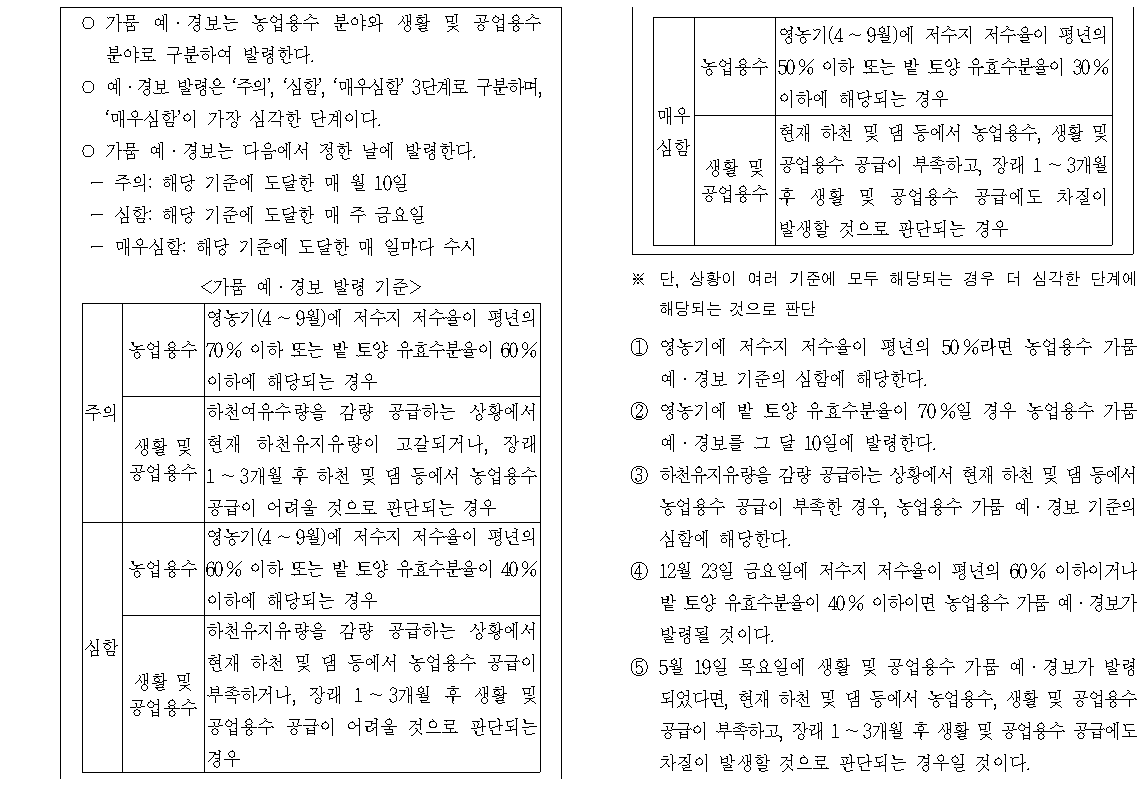 ○ 가뭄 예·경보는 농업용수 분야와 생활 및 공업용수
분야로 구분하여 발령한다.
○ 예·경보 발령은 ‘주의’, ‘심함’, ‘매우심함’ 3단계로 구분하며,
‘매우심함’이 가장 심각한 단계이다.
○ 가뭄 예·경보는 다음에서 정한 날에 발령한다.
－ 주의: 해당 기준에 도달한 매 월 10일
－ 심함: 해당 기준에 도달한 매 주 금요일
－ 매우심함: 해당 기준에 도달한 매 일마다 수시
<가뭄 예·경보 발령 기준>
주의
농업용수
영농기(4～9월)에 저수지 저수율이 평년의
70% 이하 또는 밭 토양 유효수분율이 60%
이하에 해당되는 경우
생활 및
공업용수
하천여유수량을 감량 공급하는 상황에서
현재 하천유지유량이 고갈되거나, 장래
1～3개월 후 하천 및 댐 등에서 농업용수
공급이 어려울 것으로 판단되는 경우
심함
농업용수
영농기(4～9월)에 저수지 저수율이 평년의
60% 이하 또는 밭 토양 유효수분율이 40%
이하에 해당되는 경우
생활 및
공업용수
하천유지유량을 감량 공급하는 상황에서
현재 하천 및 댐 등에서 농업용수 공급이
부족하거나, 장래 1～3개월 후 생활 및
공업용수 공급이 어려울 것으로 판단되는
경우
매우
심함
농업용수
영농기(4～9월)에 저수지 저수율이 평년의
50% 이하 또는 밭 토양 유효수분율이 30%
이하에 해당되는 경우
생활 및
공업용수
현재 하천 및 댐 등에서 농업용수, 생활 및
공업용수 공급이 부족하고, 장래 1～3개월
후 생활 및 공업용수 공급에도 차질이
발생할 것으로 판단되는 경우
※ 단, 상황이 여러 기준에 모두 해당되는 경우 더 심각한 단계에
해당되는 것으로 판단
① 영농기에 저수지 저수율이 평년의 50%라면 농업용수 가뭄
예·경보 기준의 심함에 해당한다.
② 영농기에 밭 토양 유효수분율이 70%일 경우 농업용수 가뭄
예·경보를 그 달 10일에 발령한다.
③ 하천유지유량을 감량 공급하는 상황에서 현재 하천 및 댐 등에서
농업용수 공급이 부족한 경우, 농업용수 가뭄 예·경보 기준의
심함에 해당한다.
④ 12월 23일 금요일에 저수지 저수율이 평년의 60% 이하이거나
밭 토양 유효수분율이 40% 이하이면 농업용수 가뭄 예·경보가
발령될 것이다.
⑤ 5월 19일 목요일에 생활 및 공업용수 가뭄 예·경보가 발령
되었다면, 현재 하천 및 댐 등에서 농업용수, 생활 및 공업용수
공급이 부족하고, 장래 1～3개월 후 생활 및 공업용수 공급에도
차질이 발생할 것으로 판단되는 경우일 것이다.